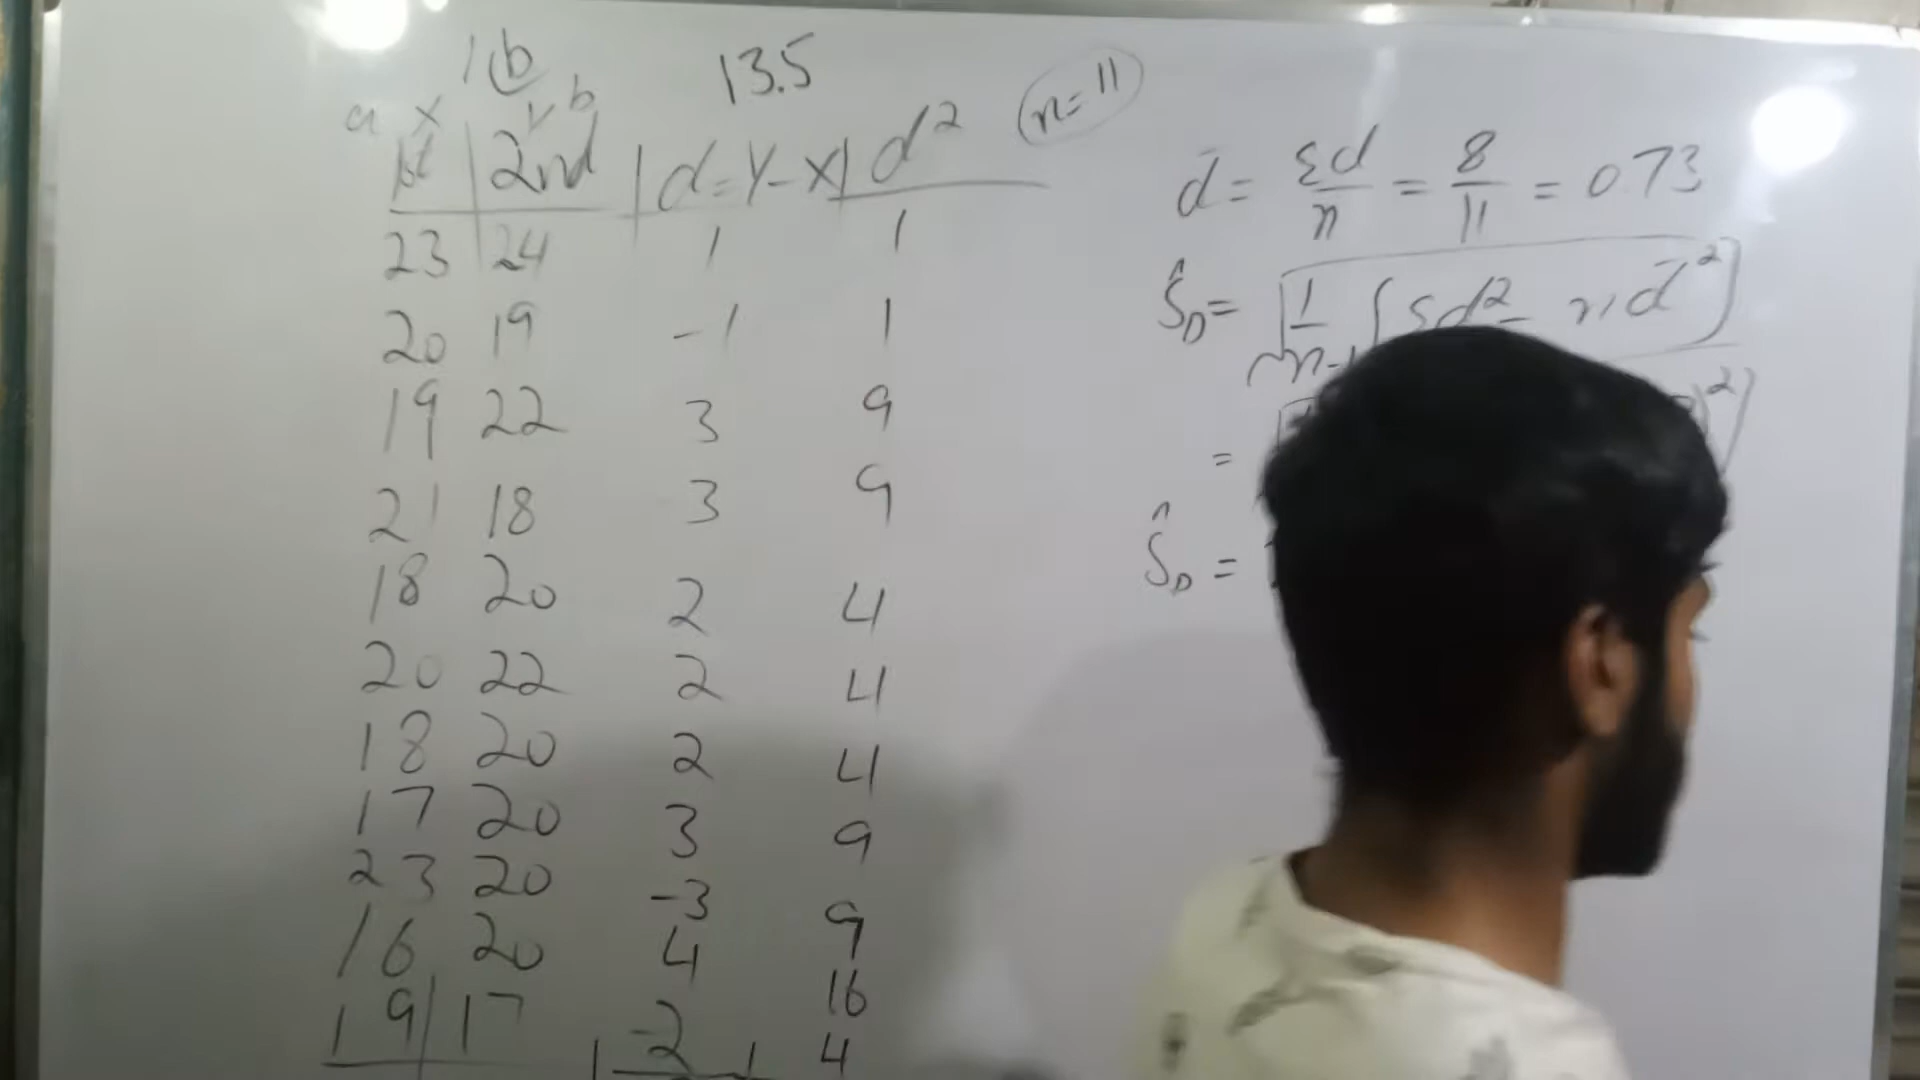 1(b)
13.5
n=11
a x y b
1st | 2nd | d=Y-X | d²
23 24 1 1
20 19 -1 1
19 22 3 9
21 18 3 9
18 20 2 4
20 22 2 4
18 20 2 4
17 20 3 9
23 20 -3 9
16 20 4 16
19 17 -2 4
d̄ = Σd/n = 8/11 = 0.73
ŜD = √1/n-1 [Σd² nd̄²]
= )²]
ŜD =